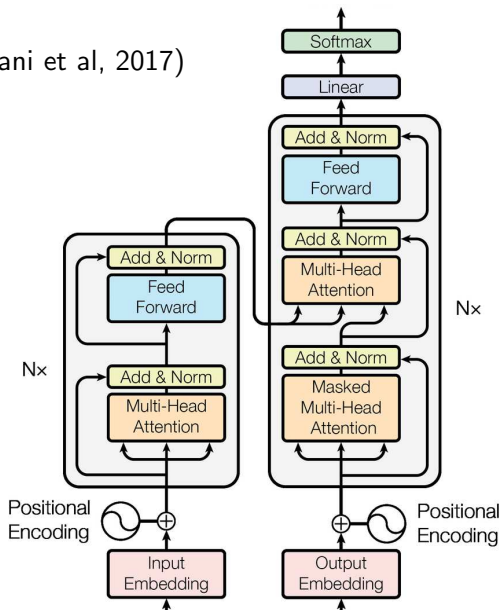 ani et al, 2017)
Softmax
Linear
Add & Norm
Feed
Forward
Add & Norm
Multi-Head
Attention
Add & Norm
Masked
Multi-Head
Attention
N×
Positional
Encoding
Output
Embedding
Add & Norm
Feed
Forward
Add & Norm
Multi-Head
Attention
N×
Positional
Encoding
Input
Embedding